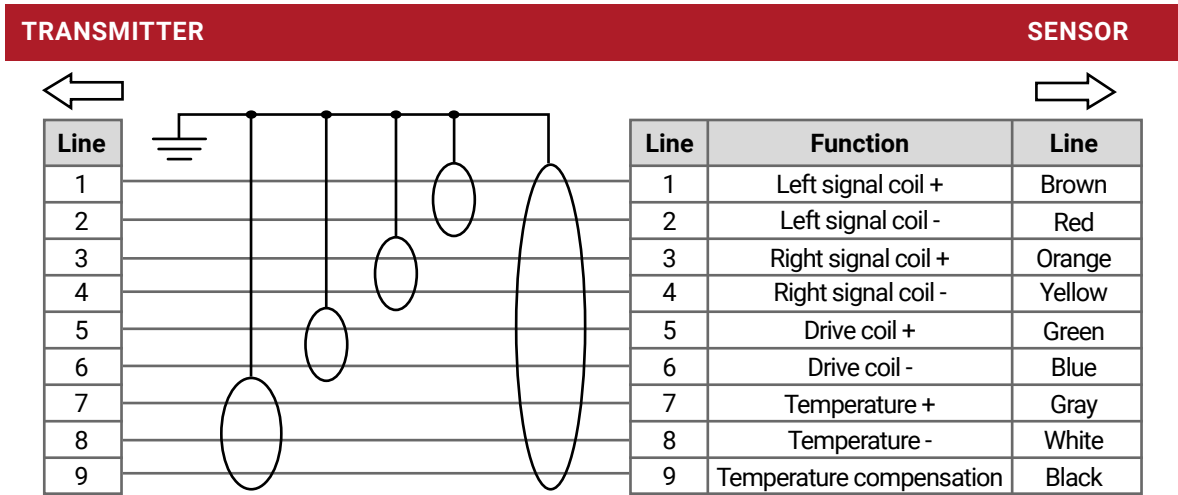 TRANSMITTER SENSOR
Line Line Function Line
1 1 Left signal coil + Brown
2 2 Left signal coil - Red
3 3 Right signal coil + Orange
4 4 Right signal coil - Yellow
5 5 Drive coil + Green
6 6 Drive coil - Blue
7 7 Temperature + Gray
8 8 Temperature - White
9 9 Temperature compensation Black